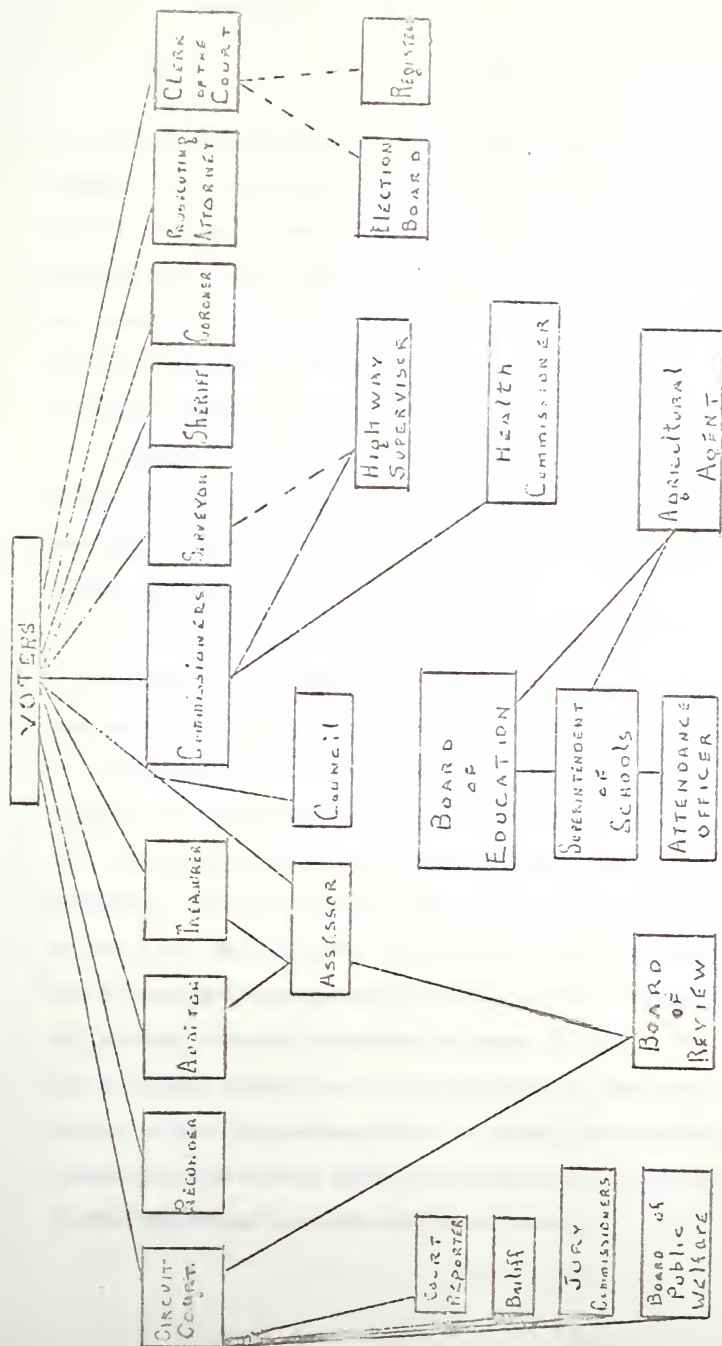 VOTERS
CIRCUIT
COURT.
RECORDER
AUDITOR
TREASURER
COMMISSIONERS
SURVEYOR
SHERIFF
CORONER
PROSECUTING
ATTORNEY
CLERK
OF THE
COURT
ASSESSOR
COUNCIL
HIGHWAY
SUPERVISOR
ELECTION
BOARD
REGISTER
COURT
REPORTER
BAILIFF
JURY
COMMISSIONERS
BOARD OF
PUBLIC
WELFARE
BOARD
OF
REVIEW
BOARD
OF
EDUCATION
SUPERINTENDENT
OF
SCHOOLS
ATTENDANCE
OFFICER
HEALTH
COMMISSIONER
AGRICULTURAL
AGENT